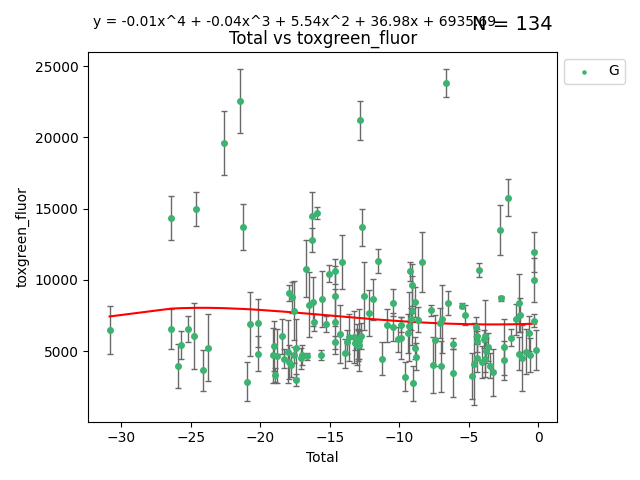 y = -0.01x^4 + -0.04x^3 + 5.54x^2 + 36.98x + 6935.69
N = 134
Total vs toxgreen_fluor
G
25000
20000
15000
10000
5000
toxgreen_fluor
−30 −25 −20 −15 −10 −5 0
Total